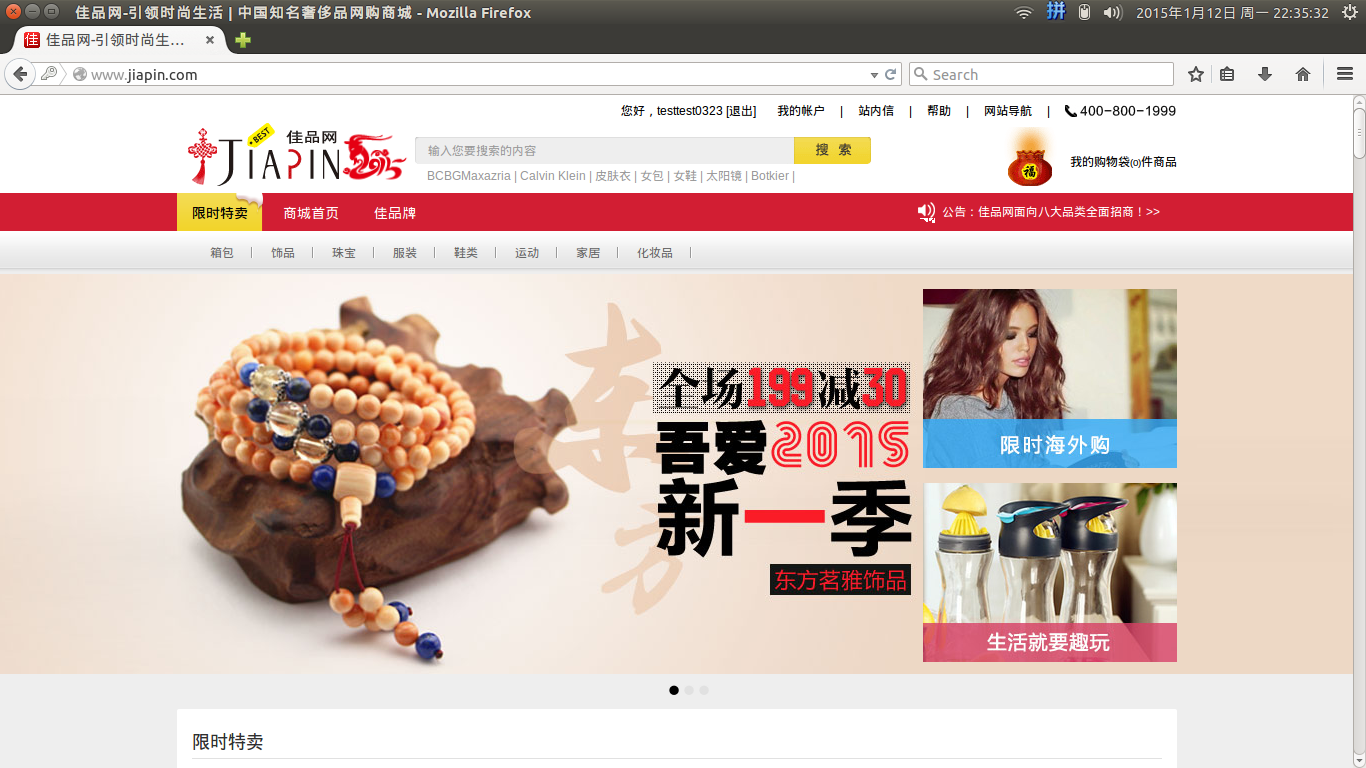 佳品网-引领时尚生活 | 中国知名奢侈品网购商城 - Mozilla Firefox
拼
2015年1月12日 周一 22:35:32
佳 佳品网-引领时尚生…
www.jiapin.com
Search
您好，testtest0323 [退出] 我的帐户 | 站内信 | 帮助 | 网站导航 | 400-800-1999
BEST 佳品网
JIAPIN 2015
输入您要搜索的内容
搜 索
BCBGMaxazria | Calvin Klein | 皮肤衣 | 女包 | 女鞋 | 太阳镜 | Botkier |
福
我的购物袋(0)件商品
限时特卖 商城首页 佳品牌
公告：佳品网面向八大品类全面招商！>>
箱包 | 饰品 | 珠宝 | 服装 | 鞋类 | 运动 | 家居 | 化妆品 |
东方
全场199减30
吾爱2015
新一季
东方茗雅饰品
限时海外购
生活就要趣玩
限时特卖